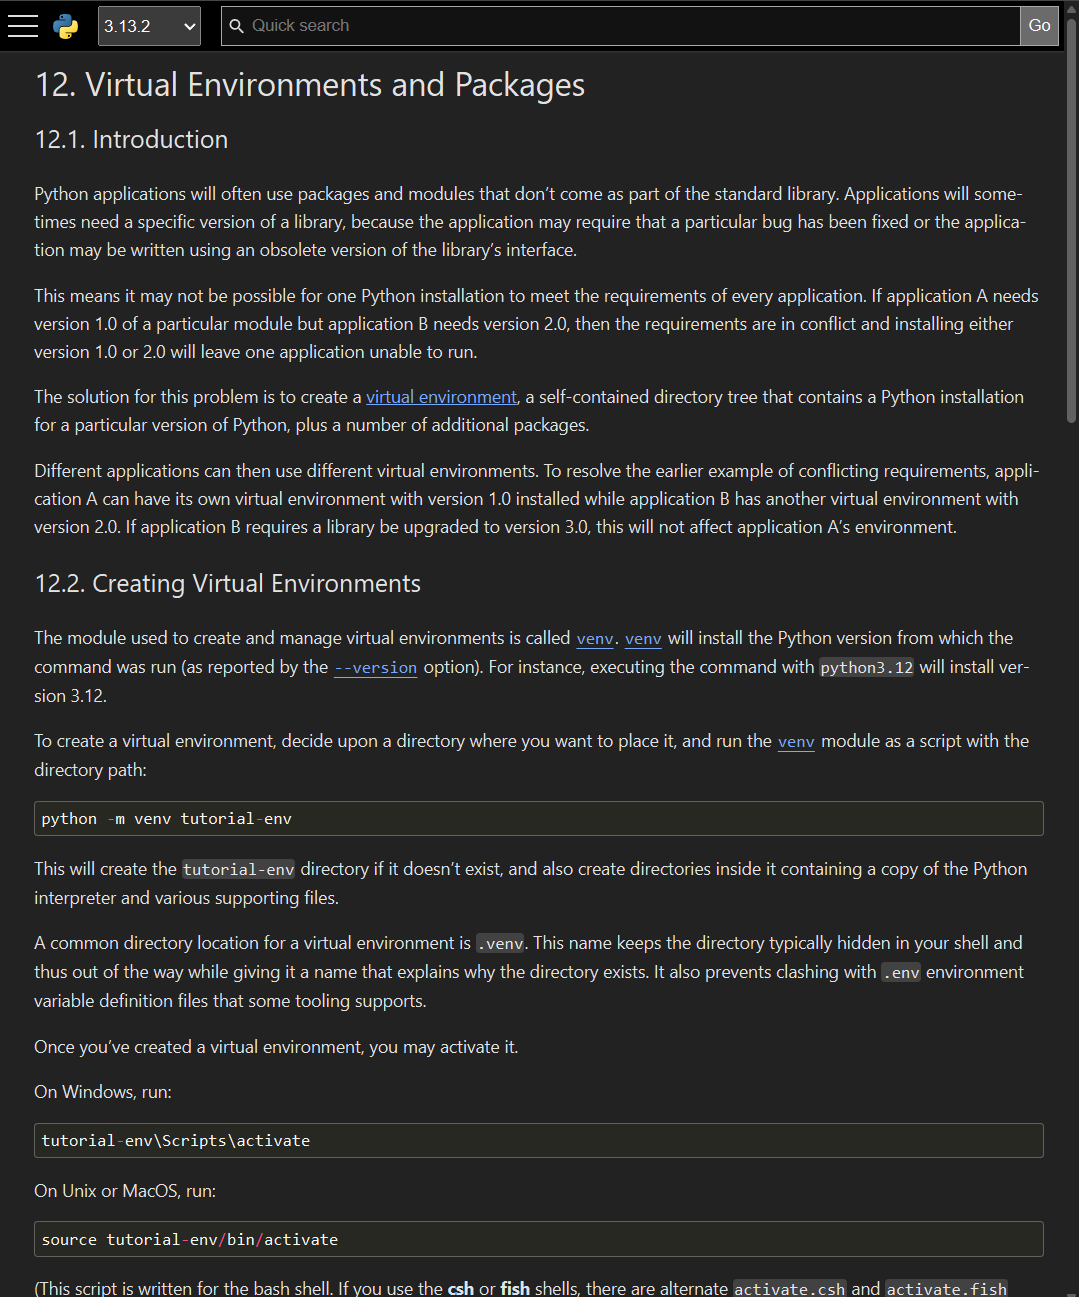 3.13.2
Quick search
Go
12. Virtual Environments and Packages
12.1. Introduction
Python applications will often use packages and modules that don’t come as part of the standard library. Applications will some-
times need a specific version of a library, because the application may require that a particular bug has been fixed or the applica-
tion may be written using an obsolete version of the library’s interface.
This means it may not be possible for one Python installation to meet the requirements of every application. If application A needs
version 1.0 of a particular module but application B needs version 2.0, then the requirements are in conflict and installing either
version 1.0 or 2.0 will leave one application unable to run.
The solution for this problem is to create a virtual environment, a self-contained directory tree that contains a Python installation
for a particular version of Python, plus a number of additional packages.
Different applications can then use different virtual environments. To resolve the earlier example of conflicting requirements, appli-
cation A can have its own virtual environment with version 1.0 installed while application B has another virtual environment with
version 2.0. If application B requires a library be upgraded to version 3.0, this will not affect application A’s environment.
12.2. Creating Virtual Environments
The module used to create and manage virtual environments is called venv. venv will install the Python version from which the
command was run (as reported by the --version option). For instance, executing the command with python3.12 will install ver-
sion 3.12.
To create a virtual environment, decide upon a directory where you want to place it, and run the venv module as a script with the
directory path:
python -m venv tutorial-env
This will create the tutorial-env directory if it doesn’t exist, and also create directories inside it containing a copy of the Python
interpreter and various supporting files.
A common directory location for a virtual environment is .venv. This name keeps the directory typically hidden in your shell and
thus out of the way while giving it a name that explains why the directory exists. It also prevents clashing with .env environment
variable definition files that some tooling supports.
Once you’ve created a virtual environment, you may activate it.
On Windows, run:
tutorial-env\Scripts\activate
On Unix or MacOS, run:
source tutorial-env/bin/activate
(This script is written for the bash shell. If you use the csh or fish shells, there are alternate activate.csh and activate.fish